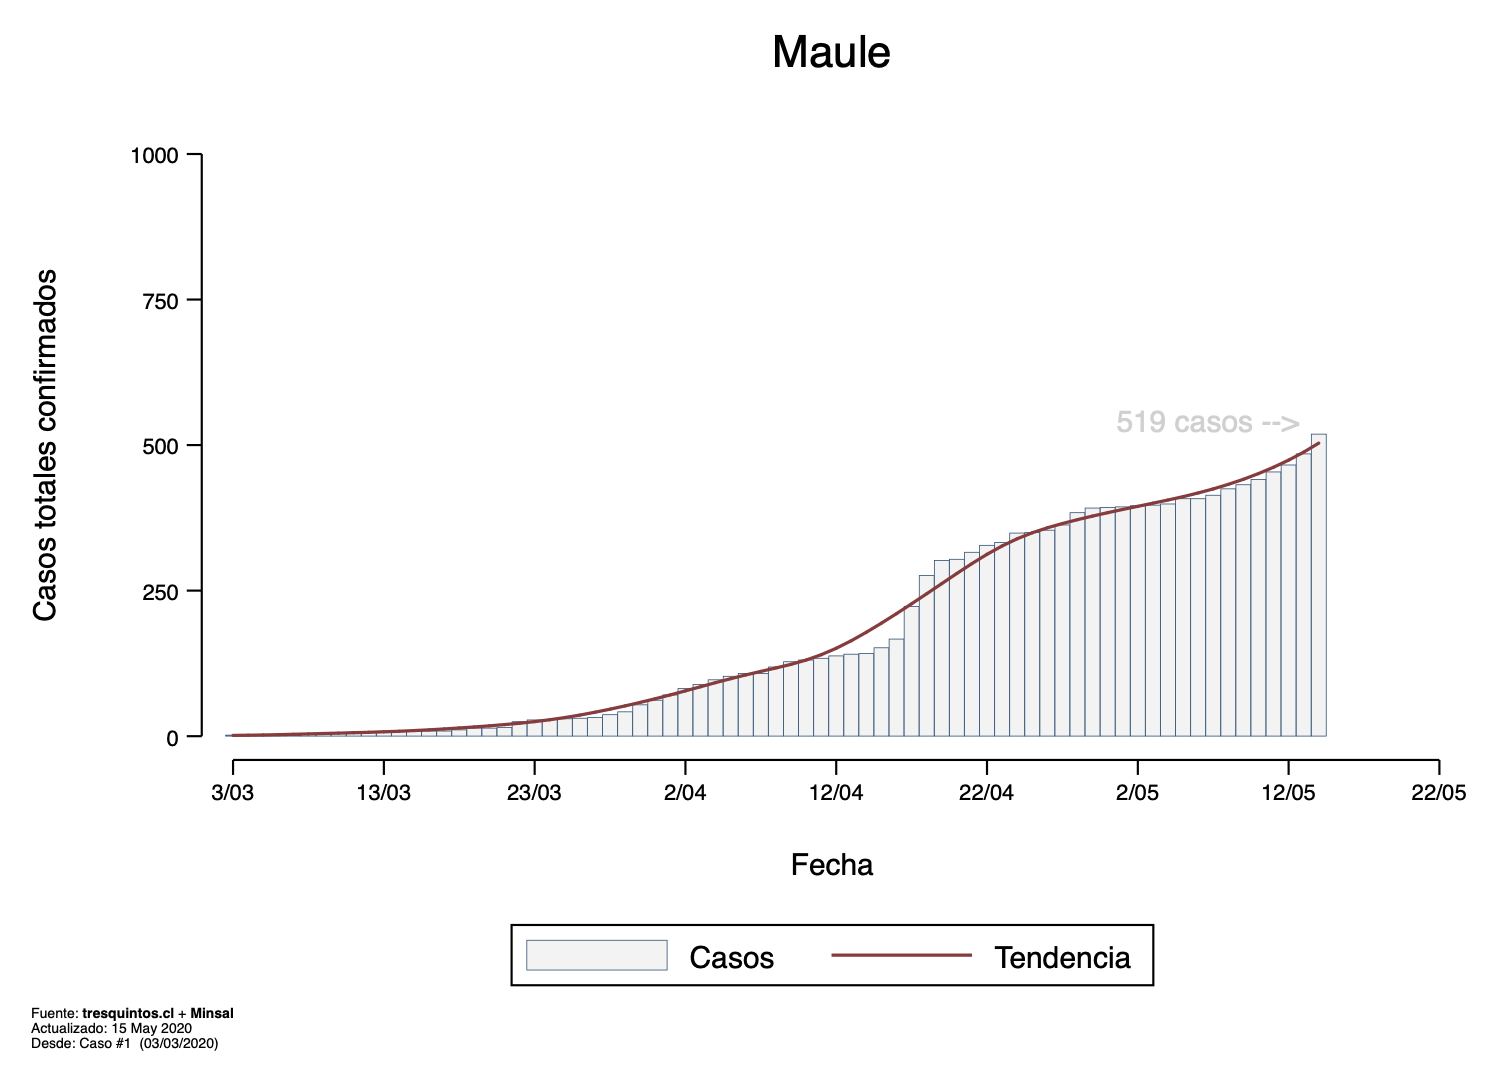 Maule
Casos totales confirmados
1000
750
500
250
0
519 casos -->
3/03 13/03 23/03 2/04 12/04 22/04 2/05 12/05 22/05
Fecha
Casos Tendencia
Fuente: tresquintos.cl + Minsal
Actualizado: 15 May 2020
Desde: Caso #1 (03/03/2020)